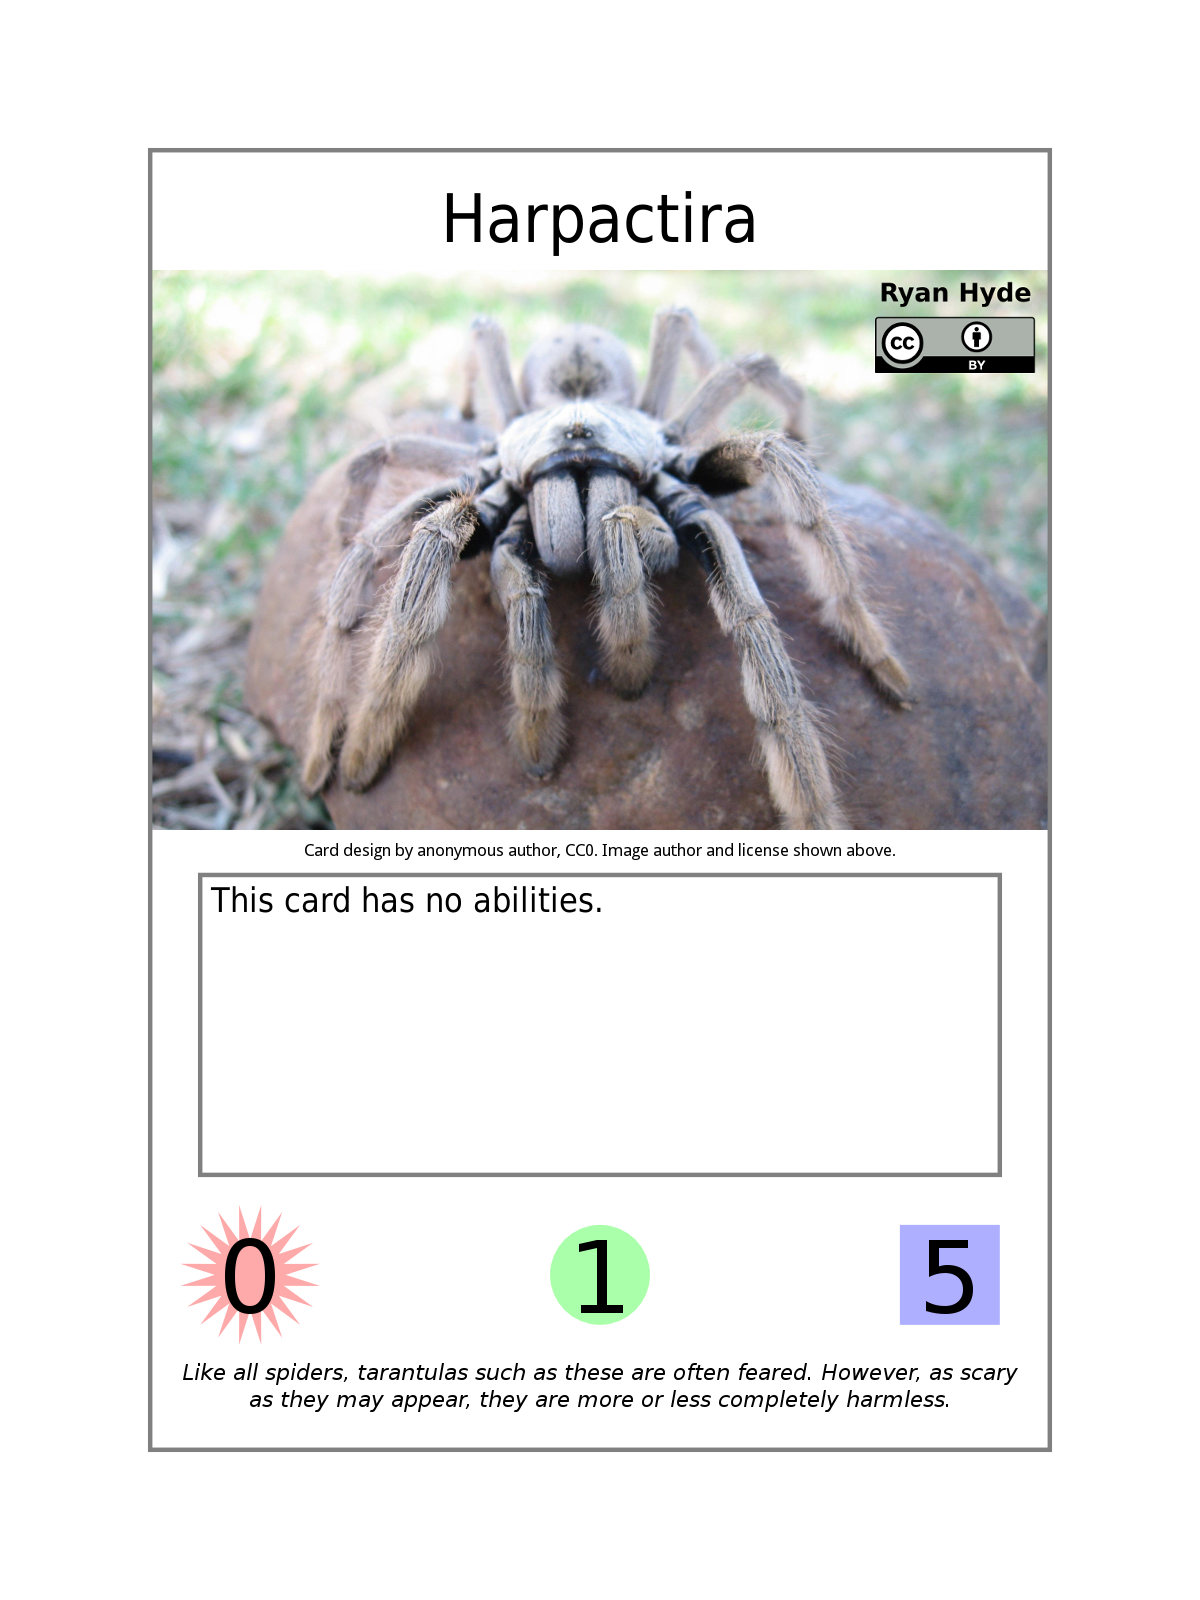 Harpactira
Ryan Hyde
cc
BY
Card design by anonymous author, CC0. Image author and license shown above.
This card has no abilities.
0
1
5
Like all spiders, tarantulas such as these are often feared. However, as scary
as they may appear, they are more or less completely harmless.